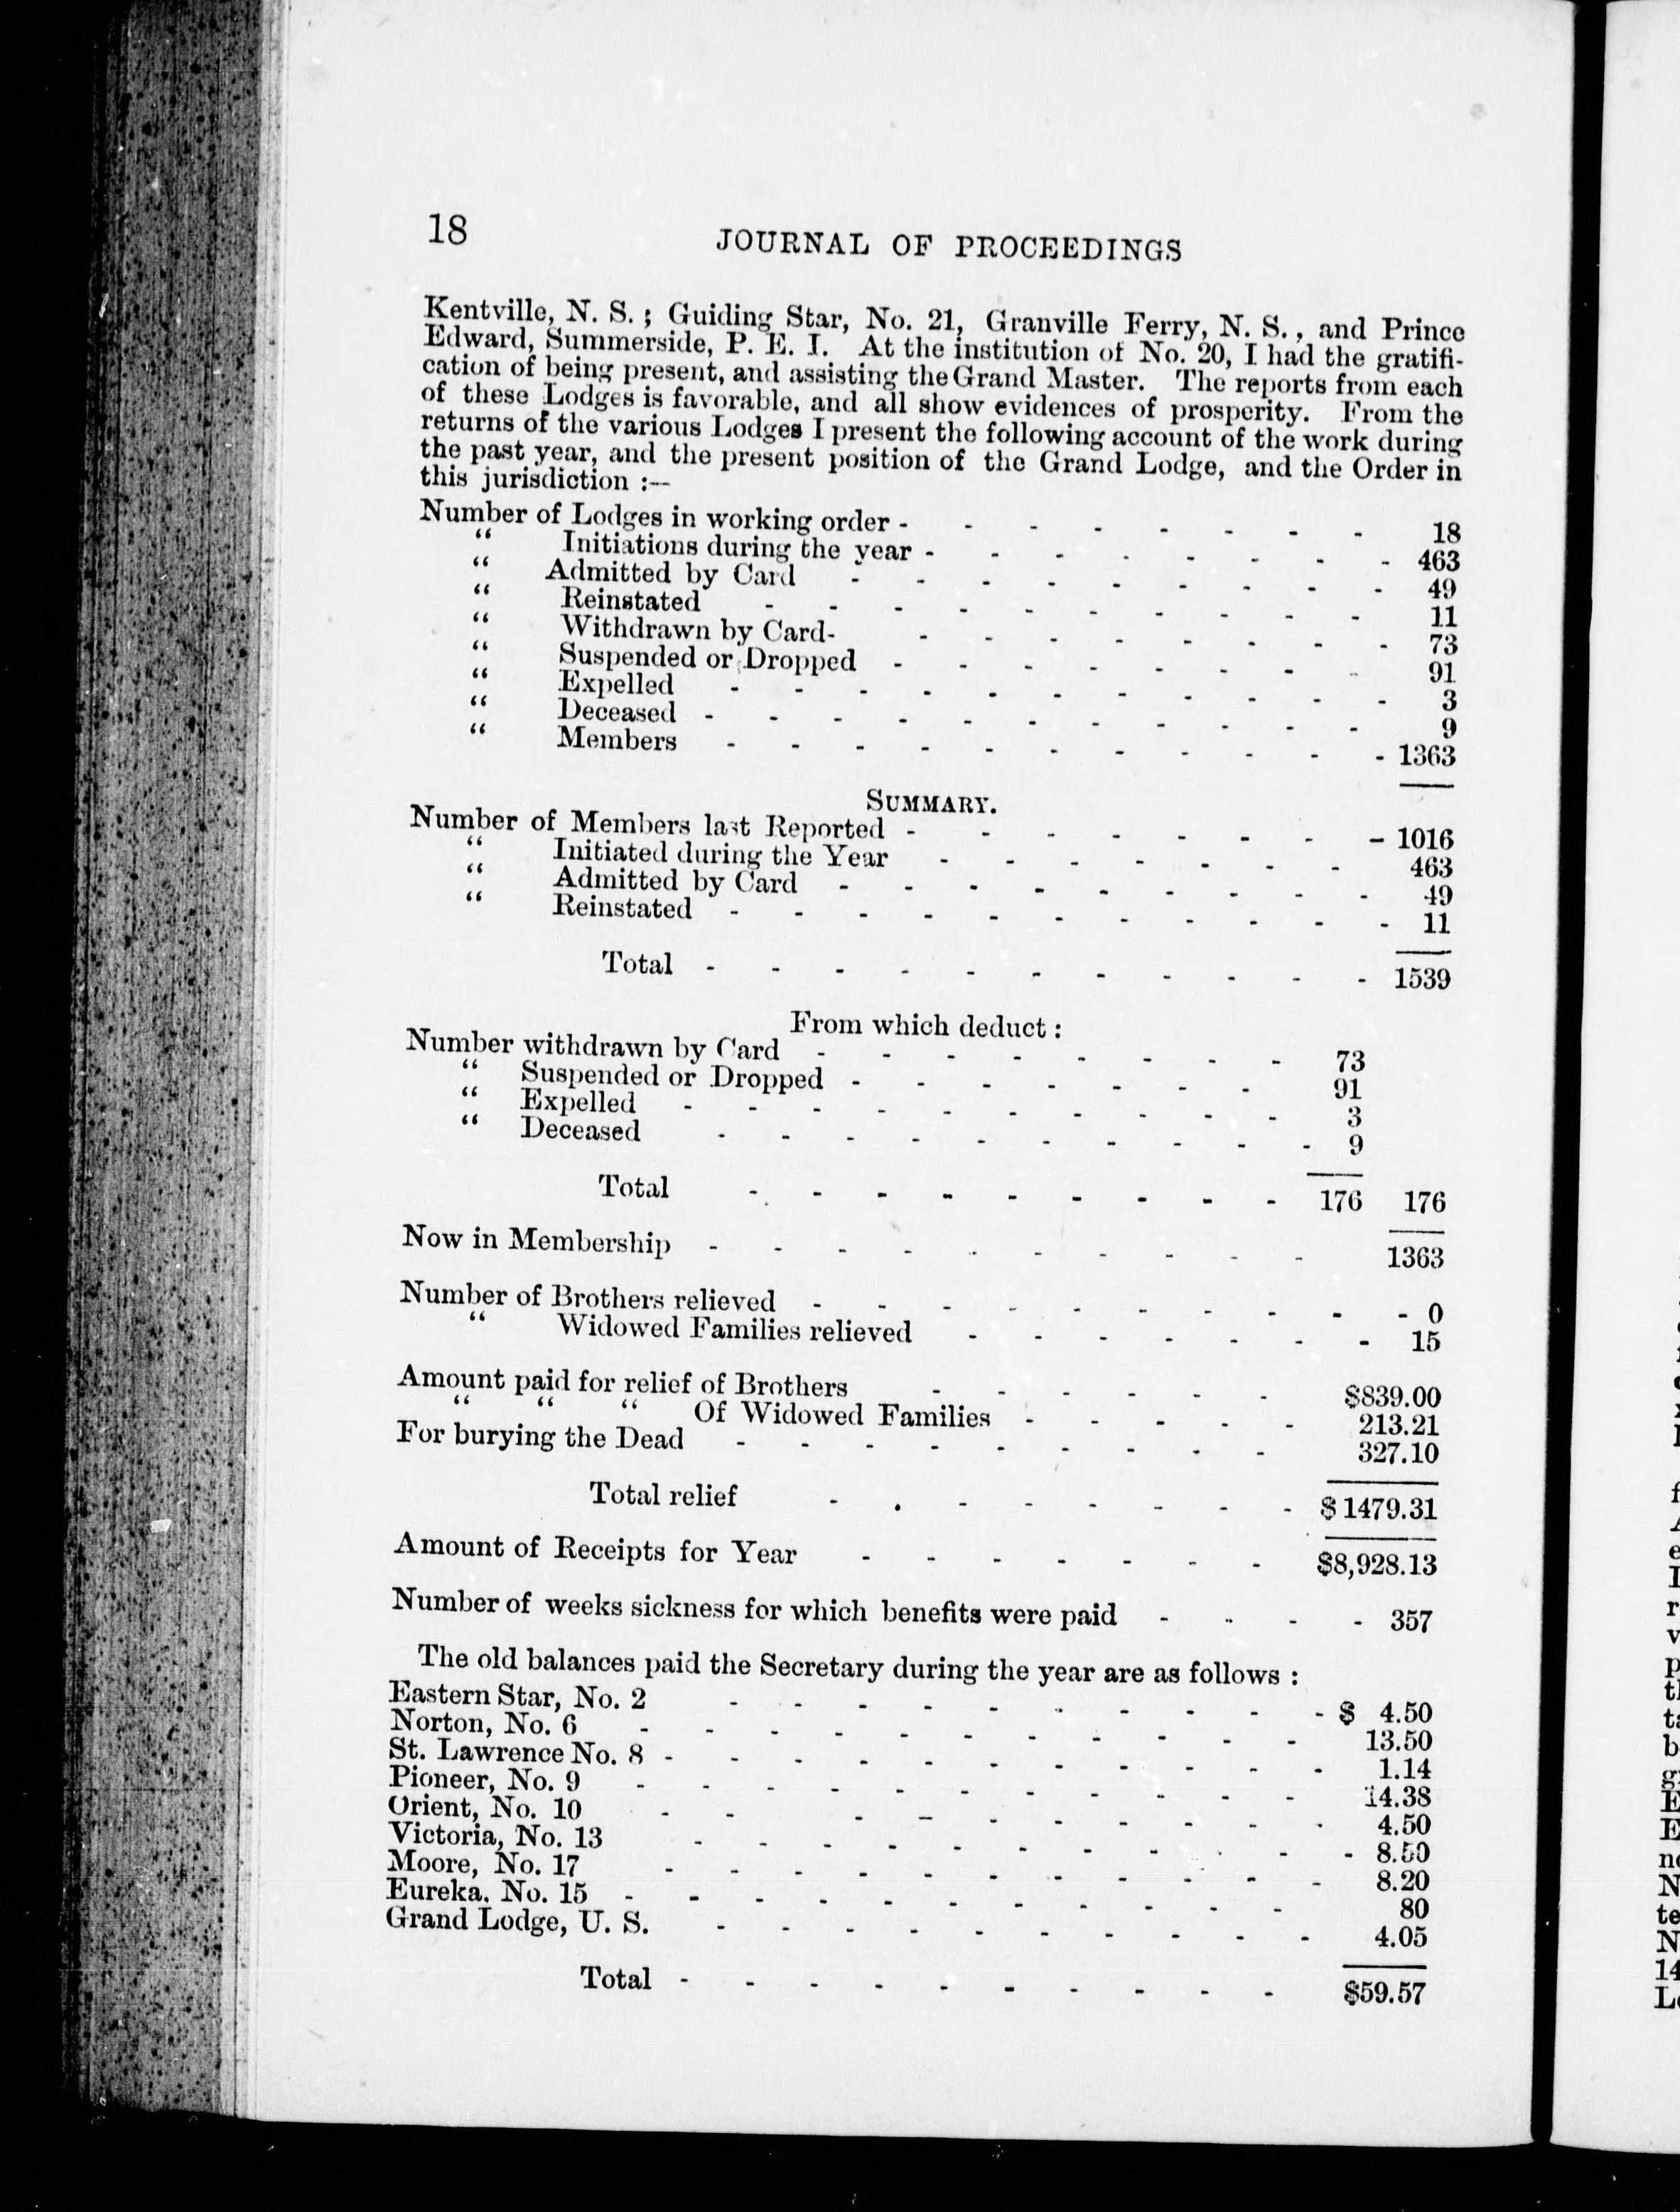 18 JOURNAL OF PROCEEDINGS
Kentville, N. S. ; Guiding Star, No. 21, Granville Ferry, N. S., and Prince
Edward, Summerside, P. E. I. At the institution of No. 20, I had the gratifi-
cation of being present, and assisting the Grand Master. The reports from each
of these Lodges is favorable, and all show evidences of prosperity. From the
returns of the various Lodges I present the following account of the work during
the past year, and the present position of the Grand Lodge, and the Order in
this jurisdiction :—
Number of Lodges in working order - - - - - - - - 18
“ Initiations during the year - - - - - - - - 463
“ Admitted by Card - - - - - - - - - 49
“ Reinstated - - - - - - - - - - 11
“ Withdrawn by Card- - - - - - - - - 73
“ Suspended or Dropped - - - - - - - - 91
“ Expelled - - - - - - - - - - - 3
“ Deceased - - - - - - - - - - - 9
“ Members - - - - - - - - - - - 1363
SUMMARY.
Number of Members last Reported - - - - - - - - 1016
“ Initiated during the Year - - - - - - - 463
“ Admitted by Card - - - - - - - - - 49
“ Reinstated - - - - - - - - - - - 11
Total - - - - - - - - - - - 1539
From which deduct :
Number withdrawn by Card - - - - - - - - 73
“ Suspended or Dropped - - - - - - - 91
“ Expelled - - - - - - - - - - 3
“ Deceased - - - - - - - - - - 9
Total - - - - - - - - - 176 176
Now in Membership - - - - - - - - - - 1363
Number of Brothers relieved - - - - - - - - - - 0
“ Widowed Families relieved - - - - - - - 15
Amount paid for relief of Brothers - - - - - - $839.00
“ “ “ Of Widowed Families - - - - - 213.21
For burying the Dead - - - - - - - - - 327.10
Total relief - - - - - - - - $1479.31
Amount of Receipts for Year - - - - - - - $8,928.13
Number of weeks sickness for which benefits were paid - - - - 357
The old balances paid the Secretary during the year are as follows :
Eastern Star, No. 2 - - - - - - - - - - $ 4.50
Norton, No. 6 - - - - - - - - - - - 13.50
St. Lawrence No. 8 - - - - - - - - - - - 1.14
Pioneer, No. 9 - - - - - - - - - - - 14.38
Orient, No. 10 - - - - - - - - - - 4.50
Victoria, No. 13 - - - - - - - - - - 8.50
Moore, No. 17 - - - - - - - - - - - 8.20
Eureka. No. 15 - - - - - - - - - - - 80
Grand Lodge, U. S. - - - - - - - - - - 4.05
Total - - - - - - - - - - $59.57